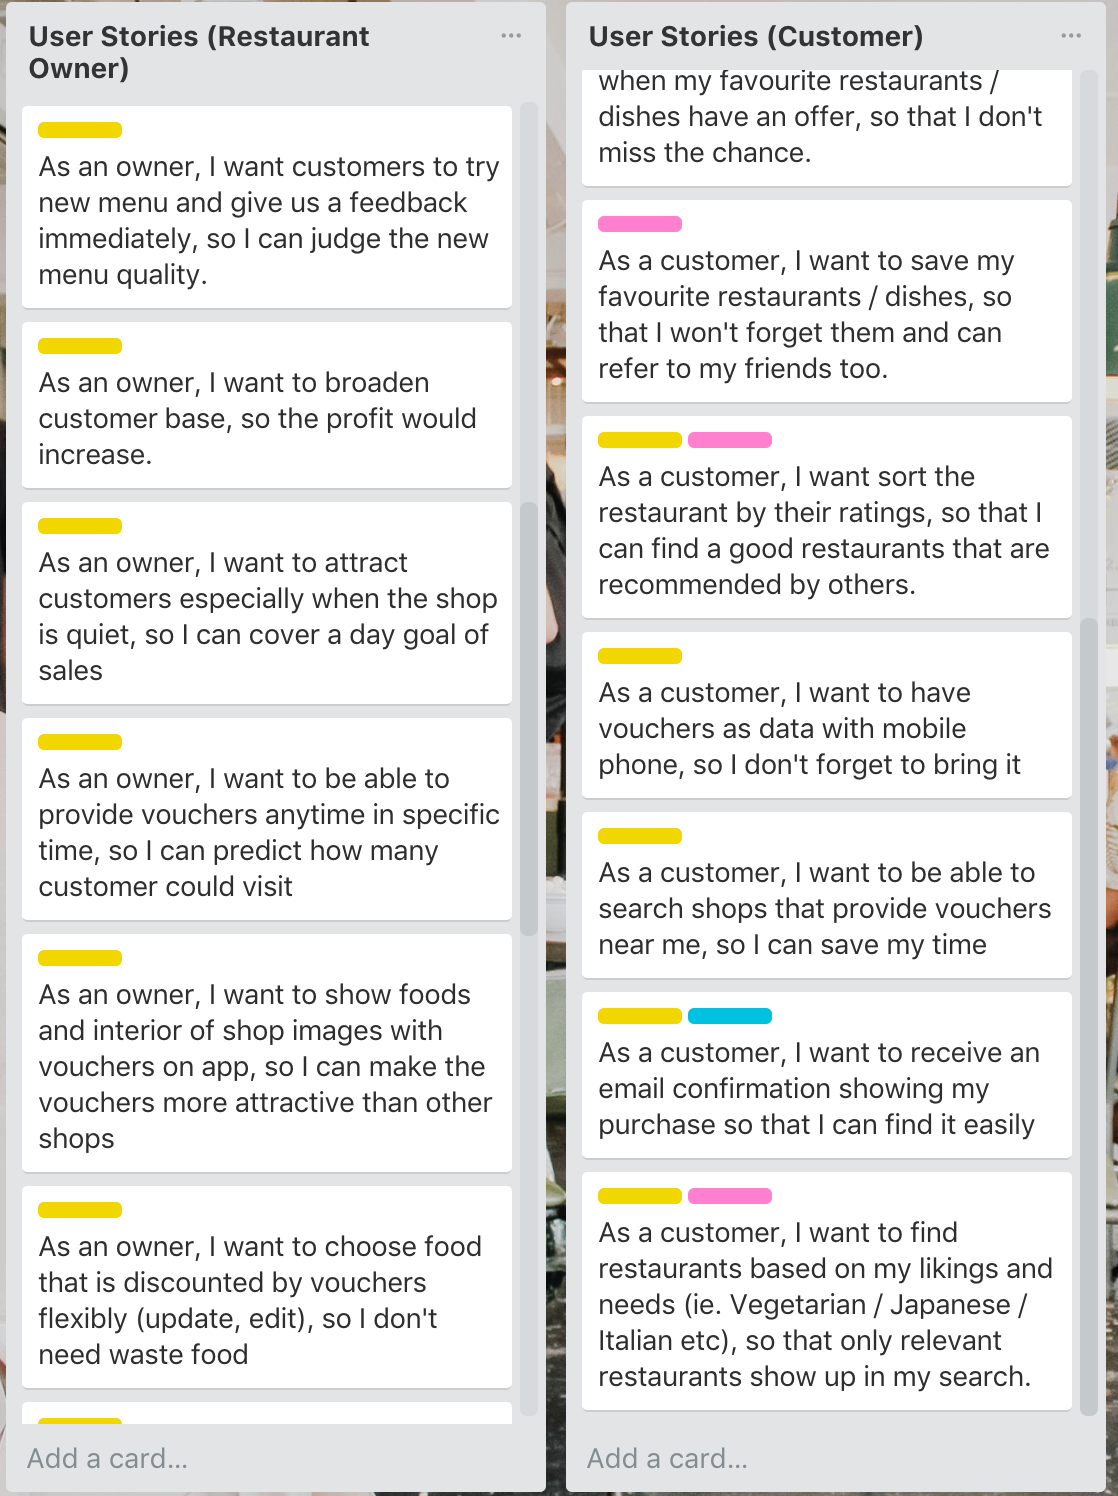 User Stories (Restaurant
Owner)
As an owner, I want customers to try
new menu and give us a feedback
immediately, so I can judge the new
menu quality.
As an owner, I want to broaden
customer base, so the profit would
increase.
As an owner, I want to attract
customers especially when the shop
is quiet, so I can cover a day goal of
sales
As an owner, I want to be able to
provide vouchers anytime in specific
time, so I can predict how many
customer could visit
As an owner, I want to show foods
and interior of shop images with
vouchers on app, so I can make the
vouchers more attractive than other
shops
As an owner, I want to choose food
that is discounted by vouchers
flexibly (update, edit), so I don't
need waste food
Add a card...
User Stories (Customer)
when my favourite restaurants /
dishes have an offer, so that I don't
miss the chance.
As a customer, I want to save my
favourite restaurants / dishes, so
that I won't forget them and can
refer to my friends too.
As a customer, I want sort the
restaurant by their ratings, so that I
can find a good restaurants that are
recommended by others.
As a customer, I want to have
vouchers as data with mobile
phone, so I don't forget to bring it
As a customer, I want to be able to
search shops that provide vouchers
near me, so I can save my time
As a customer, I want to receive an
email confirmation showing my
purchase so that I can find it easily
As a customer, I want to find
restaurants based on my likings and
needs (ie. Vegetarian / Japanese /
Italian etc), so that only relevant
restaurants show up in my search.
Add a card...